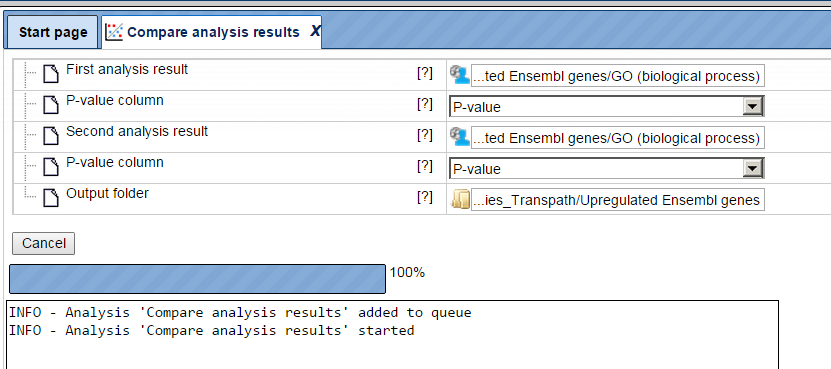 Start page Compare analysis results X
First analysis result [?] ...ted Ensembl genes/GO (biological process)
P-value column [?] P-value
Second analysis result [?] ...ted Ensembl genes/GO (biological process)
P-value column [?] P-value
Output folder [?] ...ies_Transpath/Upregulated Ensembl genes
Cancel
100%
INFO - Analysis 'Compare analysis results' added to queue
INFO - Analysis 'Compare analysis results' started